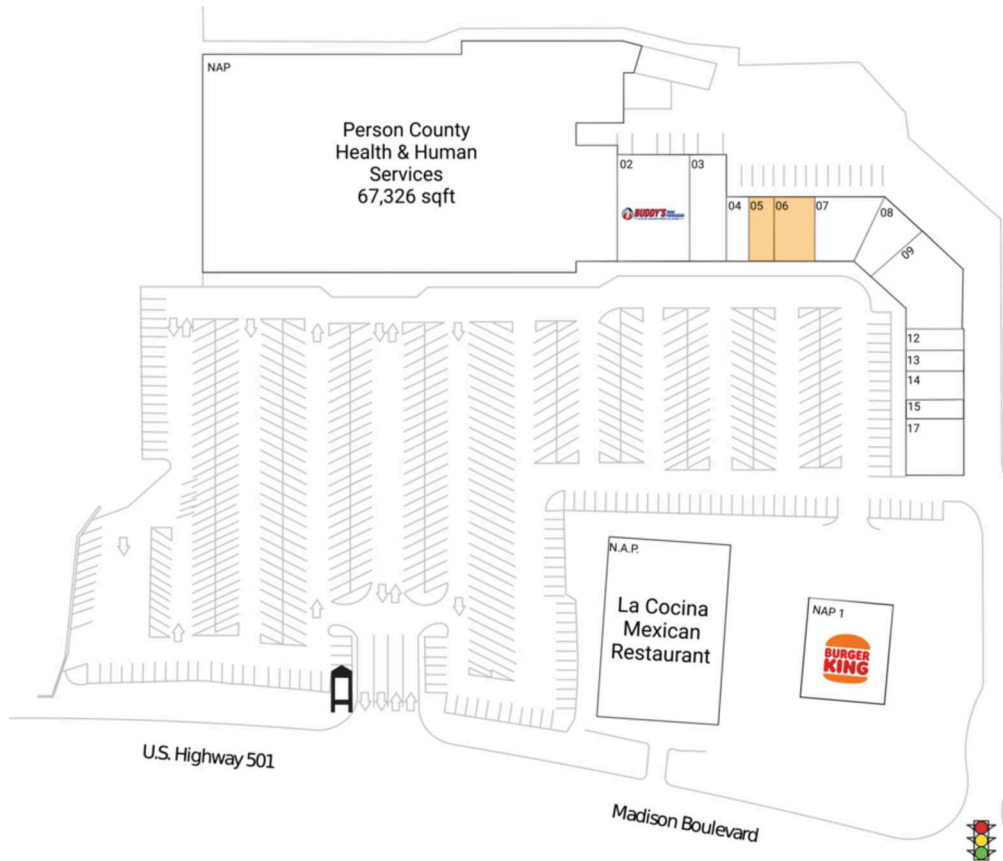 NAP
Person County
Health & Human
Services
67,326 sqft
02
03
BUDDY'S
04
05
06
07
08
09
12
13
14
15
17
N.A.P.
La Cocina
Mexican
Restaurant
NAP 1
BURGER
KING
U.S. Highway 501
Madison Boulevard